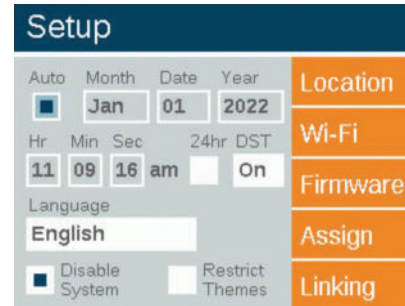 Setup
Auto Month Date Year
Jan 01 2022
Hr Min Sec 24hr DST
11 09 16 am On
Language
English
Disable System
Restrict Themes
Location
Wi-Fi
Firmware
Assign
Linking